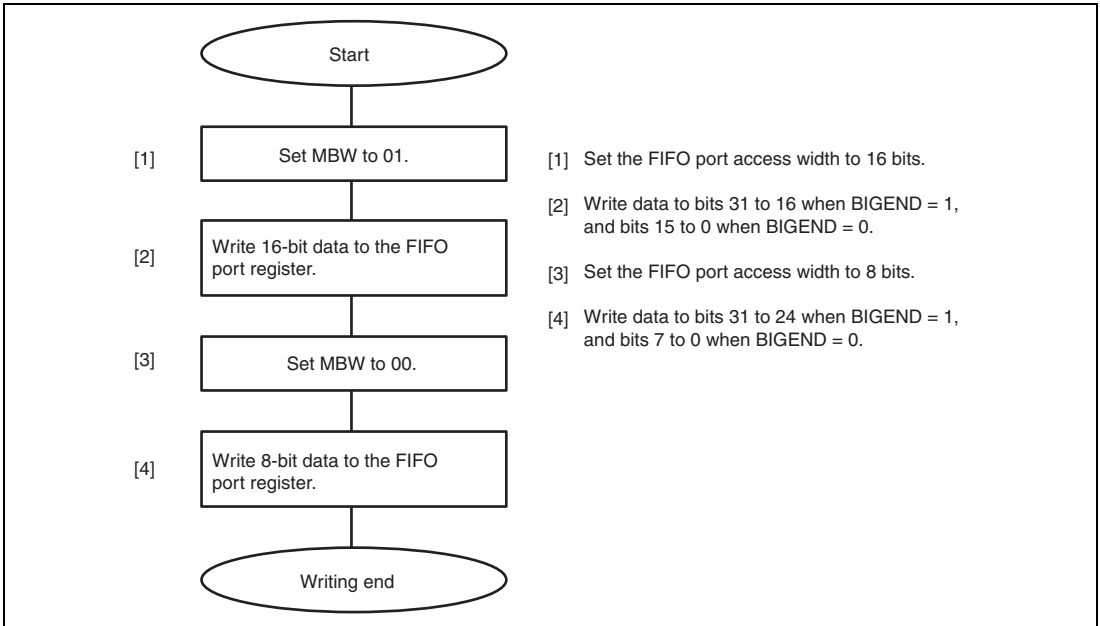 Start
[1]
Set MBW to 01.
[2]
Write 16-bit data to the FIFO
port register.
[3]
Set MBW to 00.
[4]
Write 8-bit data to the FIFO
port register.
Writing end
[1] Set the FIFO port access width to 16 bits.
[2] Write data to bits 31 to 16 when BIGEND = 1,
and bits 15 to 0 when BIGEND = 0.
[3] Set the FIFO port access width to 8 bits.
[4] Write data to bits 31 to 24 when BIGEND = 1,
and bits 7 to 0 when BIGEND = 0.